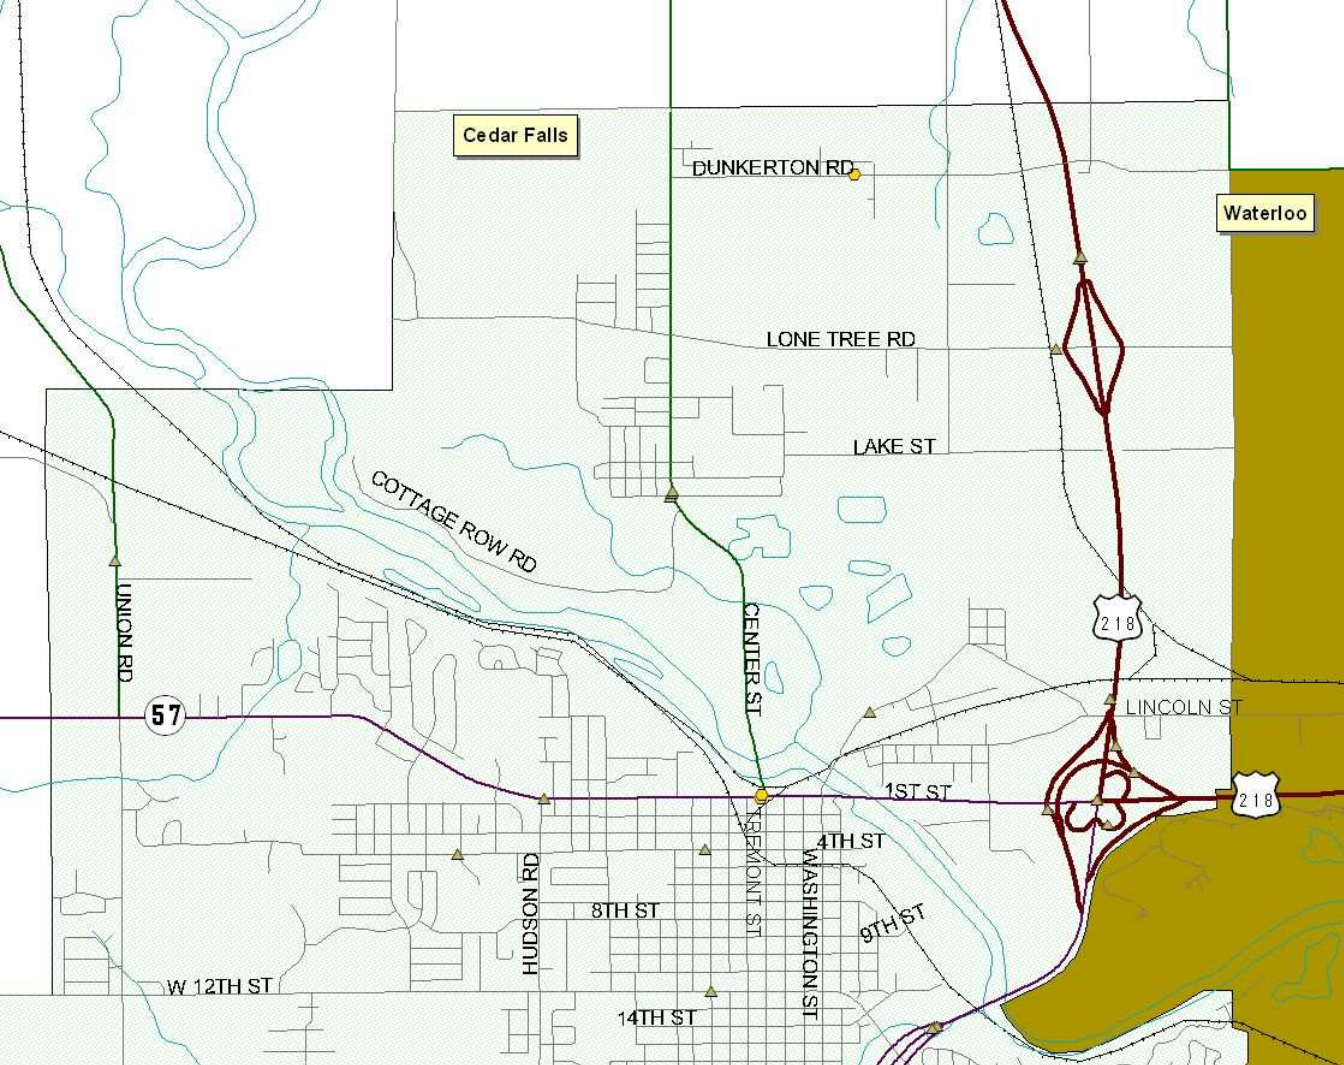 Cedar Falls
DUNKERTON RD
Waterloo
LONE TREE RD
LAKE ST
COTTAGE ROW RD
UNION RD
CENTER ST
218
57
LINCOLN ST
1ST ST
218
TREMONT ST
4TH ST
WASHINGTON ST
HUDSON RD
8TH ST
9TH ST
W 12TH ST
14TH ST